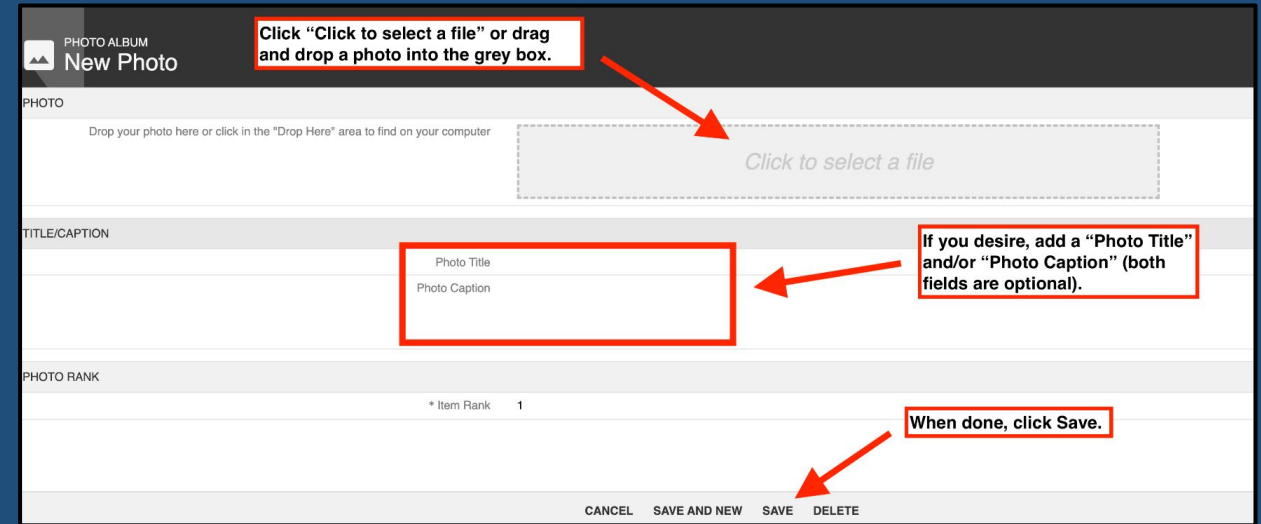 PHOTO ALBUM
New Photo
Click “Click to select a file” or drag
and drop a photo into the grey box.
PHOTO
Drop your photo here or click in the "Drop Here" area to find on your computer
Click to select a file
TITLE/CAPTION
Photo Title
Photo Caption
If you desire, add a “Photo Title”
and/or “Photo Caption” (both
fields are optional).
PHOTO RANK
* Item Rank 1
When done, click Save.
CANCEL SAVE AND NEW SAVE DELETE